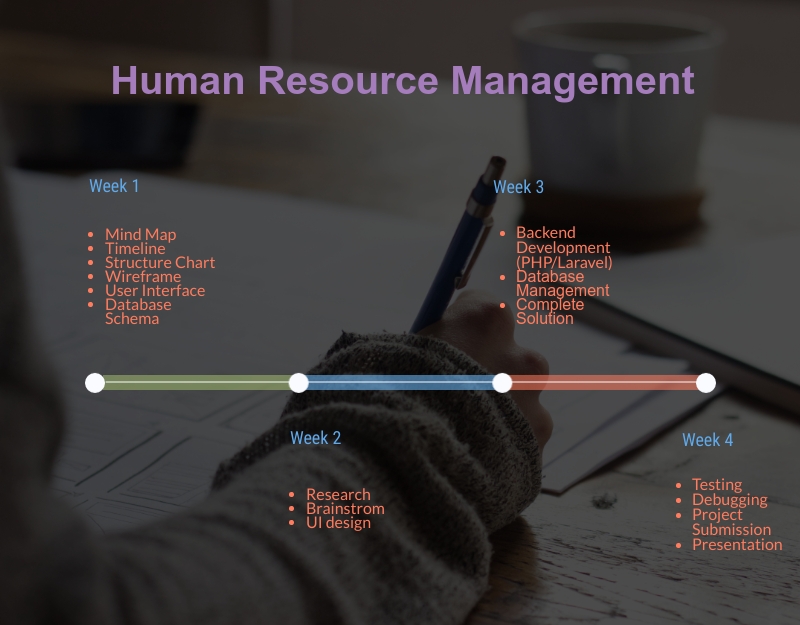 Human Resource Management
Week 1
Mind Map
Timeline
Structure Chart
Wireframe
User Interface
Database
Schema
Week 2
Research
Brainstrom
UI design
Week 3
Backend
Development
(PHP/Laravel)
Database
Management
Complete
Solution
Week 4
Testing
Debugging
Project
Submission
Presentation